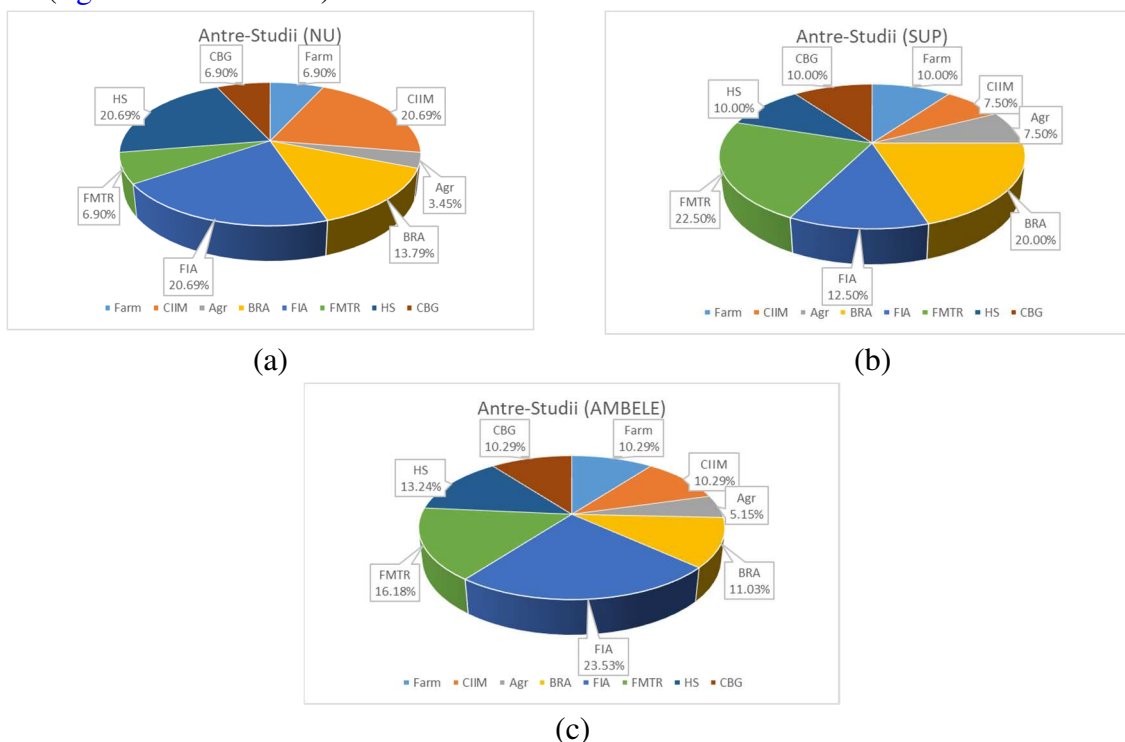 Antre-Studii (NU)
CBG
6.90%
Farm
6.90%
HS
20.69%
CIIM
20.69%
Agr
3.45%
FMTR
6.90%
BRA
13.79%
FIA
20.69%
Farm CIIM Agr BRA FIA FMTR HS CBG
(a)
Antre-Studii (SUP)
CBG
10.00%
Farm
10.00%
HS
10.00%
CIIM
7.50%
Agr
7.50%
FMTR
22.50%
BRA
20.00%
FIA
12.50%
Farm CIIM Agr BRA FIA FMTR HS CBG
(b)
Antre-Studii (AMBELE)
CBG
10.29%
Farm
10.29%
HS
13.24%
CIIM
10.29%
Agr
5.15%
FMTR
16.18%
BRA
11.03%
FIA
23.53%
Farm CIIM Agr BRA FIA FMTR HS CBG
(c)